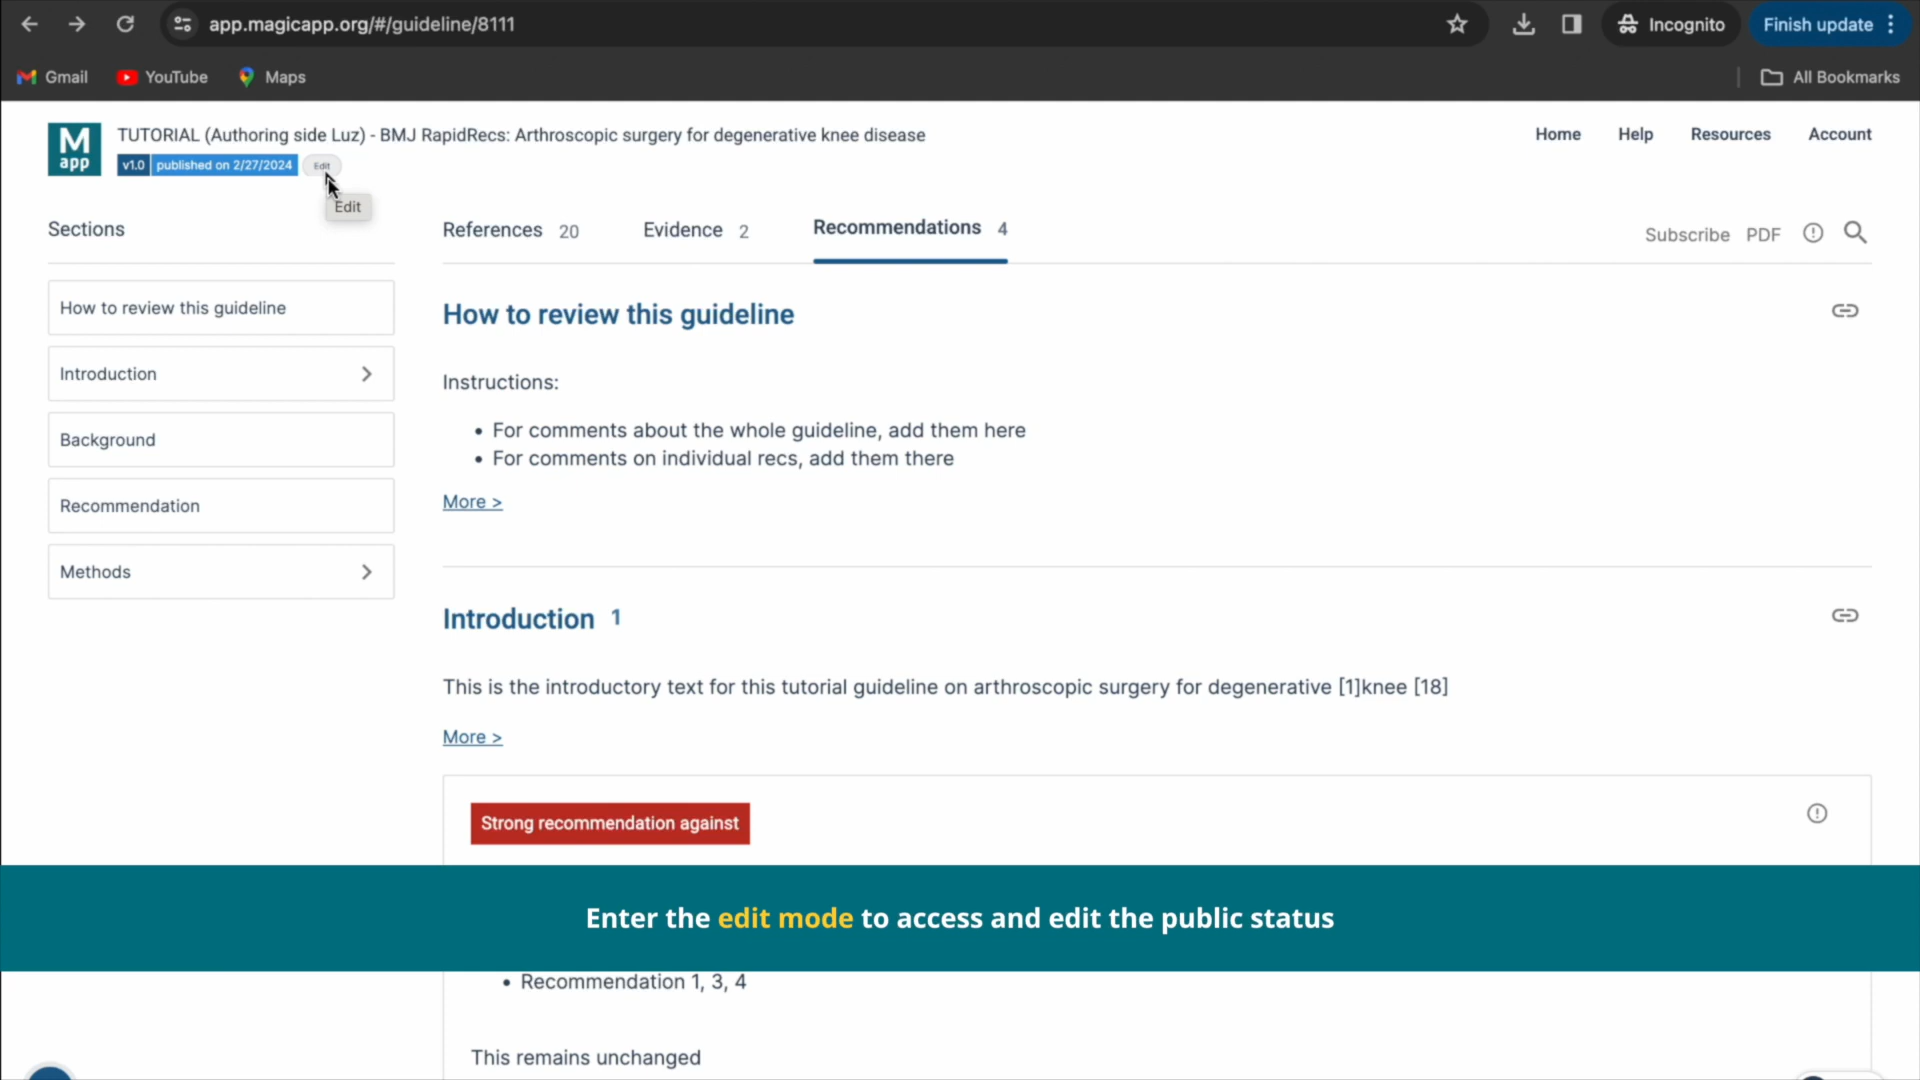 app.magicapp.org/#/guideline/8111
Incognito
Finish update
Gmail
YouTube
Maps
All Bookmarks
M
app
TUTORIAL (Authoring side Luz) - BMJ RapidRecs: Arthroscopic surgery for degenerative knee disease
v1.0 published on 2/27/2024 Edit
Edit
Home
Help
Resources
Account
Sections
How to review this guideline
Introduction
Background
Recommendation
Methods
References 20
Evidence 2
Recommendations 4
Subscribe
PDF
How to review this guideline
Instructions:
• For comments about the whole guideline, add them here
• For comments on individual recs, add them there
More >
Introduction 1
This is the introductory text for this tutorial guideline on arthroscopic surgery for degenerative [1]knee [18]
More >
Strong recommendation against
Enter the edit mode to access and edit the public status
• Recommendation 1, 3, 4
This remains unchanged